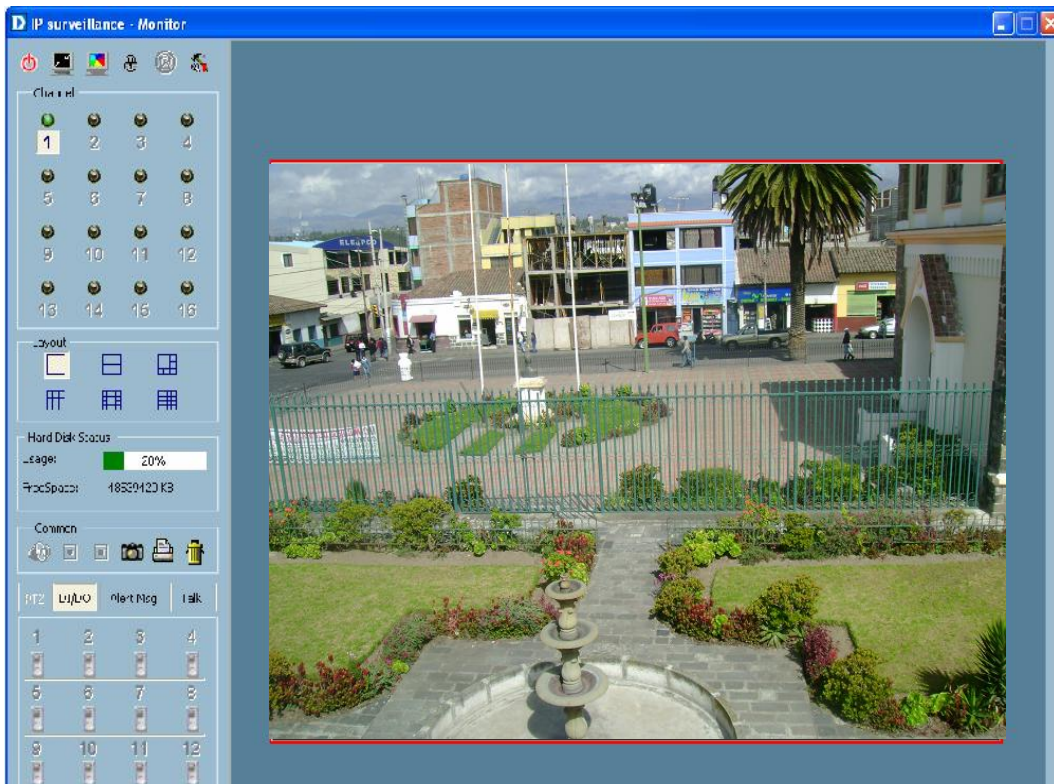 IP surveillance - Monitor
Channel
1 2 3 4
5 6 7 8
9 10 11 12
13 14 15 16
Layout
Hard Disk Status
Usage: 20%
FreeSpace: 48539420 KB
Common
PTZ DI/DO Alert Msg Talk
1 2 3 4
5 6 7 8
9 10 11 12